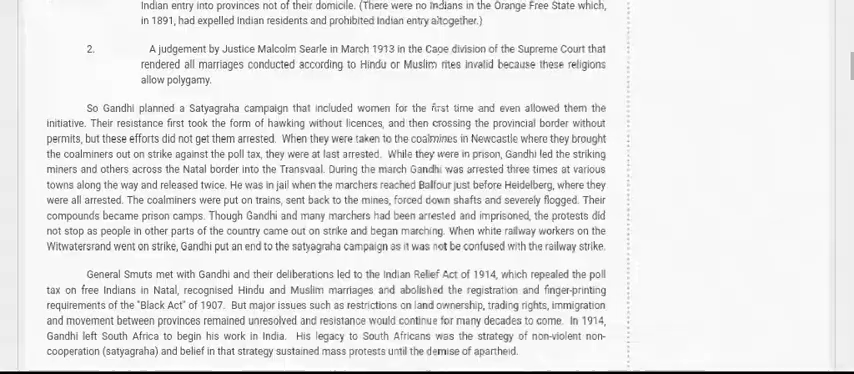 Indian entry into provinces not of their domicile. (There were no Indians in the Orange Free State which,
in 1891, had expelled Indian residents and prohibited Indian entry altogether.)
2. A judgement by Justice Malcolm Searle in March 1913 in the Cape division of the Supreme Court that
rendered all marriages conducted according to Hindu or Muslim rites invalid because these religions
allow polygamy.
So Gandhi planned a Satyagraha campaign that included women for the first time and even allowed them the
initiative. Their resistance first took the form of hawking without licences, and then crossing the provincial border without
permits, but these efforts did not get them arrested. When they were taken to the coalmines in Newcastle where they brought
the coalminers out on strike against the poll tax, they were at last arrested. While they were in prison, Gandhi led the striking
miners and others across the Natal border into the Transvaal. During the march Gandhi was arrested three times at various
towns along the way and released twice. He was in jail when the marchers reached Balfour just before Heidelberg, where they
were all arrested. The coalminers were put on trains, sent back to the mines, forced down shafts and severely flogged. Their
compounds became prison camps. Though Gandhi and many marchers had been arrested and imprisoned, the protests did
not stop as people in other parts of the country came out on strike and began marching. When white railway workers on the
Witwatersrand went on strike, Gandhi put an end to the satyagraha campaign as it was not be confused with the railway strike.
General Smuts met with Gandhi and their deliberations led to the Indian Relief Act of 1914, which repealed the poll
tax on free Indians in Natal, recognised Hindu and Muslim marriages and abolished the registration and finger-printing
requirements of the "Black Act" of 1907. But major issues such as restrictions on land ownership, trading rights, immigration
and movement between provinces remained unresolved and resistance would continue for many decades to come. In 1914,
Gandhi left South Africa to begin his work in India. His legacy to South Africans was the strategy of non-violent non-
cooperation (satyagraha) and belief in that strategy sustained mass protests until the demise of apartheid.